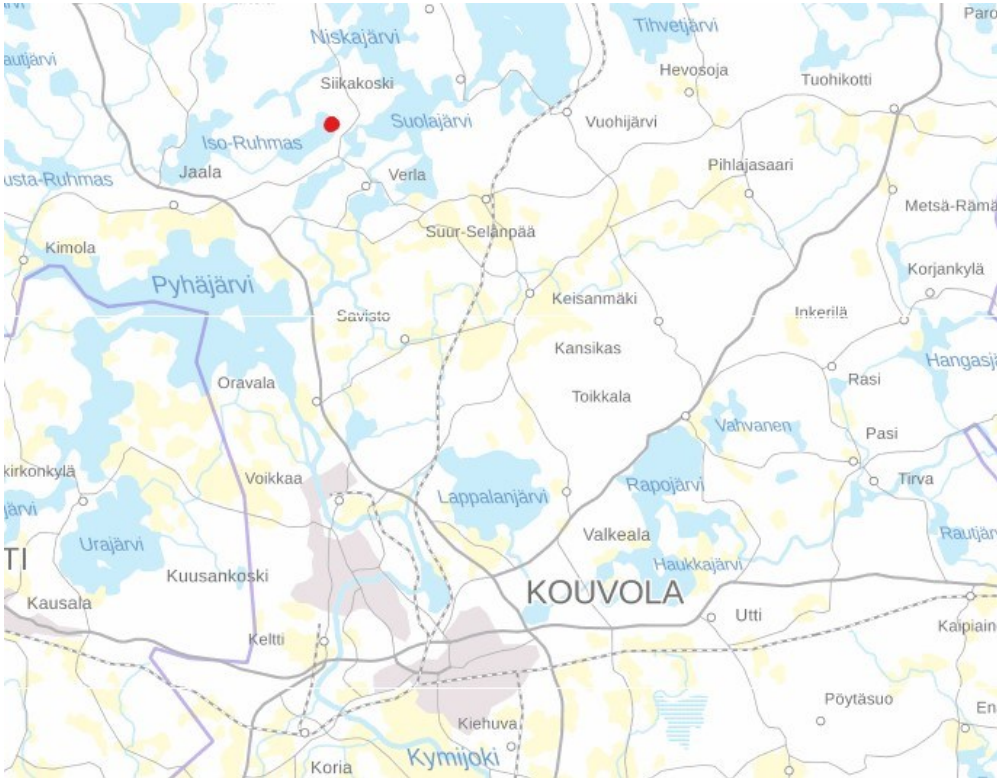 Niskajärvi
Tihvetjärvi
Paro
autjärvi
Hevosoja
Tuohikotti
Siikakoski
Suolajärvi
Vuohijärvi
Iso-Ruhmas
Jaala
Verla
Pihlajasaari
usta-Ruhmas
Metsä-Rämä
Suur-Selänpää
Kimola
Korjankylä
Pyhäjärvi
Keisanmäki
Savisto
Inkerilä
Kansikas
Hangasjä
Oravala
Rasi
Toikkala
Vahvanen
Pasi
kirkonkylä
Voikkaa
Lappalanjärvi
Rapojärvi
Tirva
järvi
Urajärvi
Valkeala
Rautjärv
TI
Kuusankoski
Haukkajärvi
KOUVOLA
Kausala
Utti
Keltti
Kaipiain
Pöytäsuo
Kiehuva
En
Kymijoki
Koria